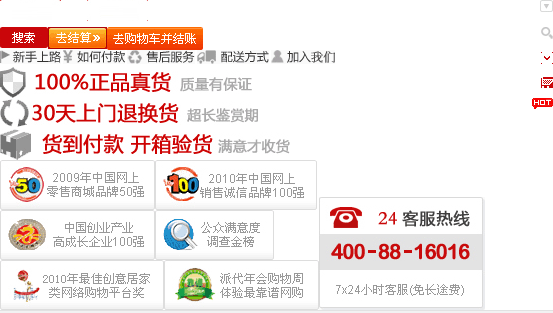 搜索 去结算» 去购物车并结账
新手上路 ¥ 如何付款 售后服务 配送方式 加入我们
HOT
100%正品真货 质量有保证
30天上门退换货 超长鉴赏期
货到付款 开箱验货 满意才收货
50 2009年中国网上
零售商城品牌50强
100 2010年中国网上
销售诚信品牌100强
中国创业产业
高成长企业100强
公众满意度
调查金榜
24 客服热线
400-88-16016
7x24小时客服(免长途费)
2010年最佳创意居家
类网络购物平台奖
派代年会购物周
体验最靠谱网购